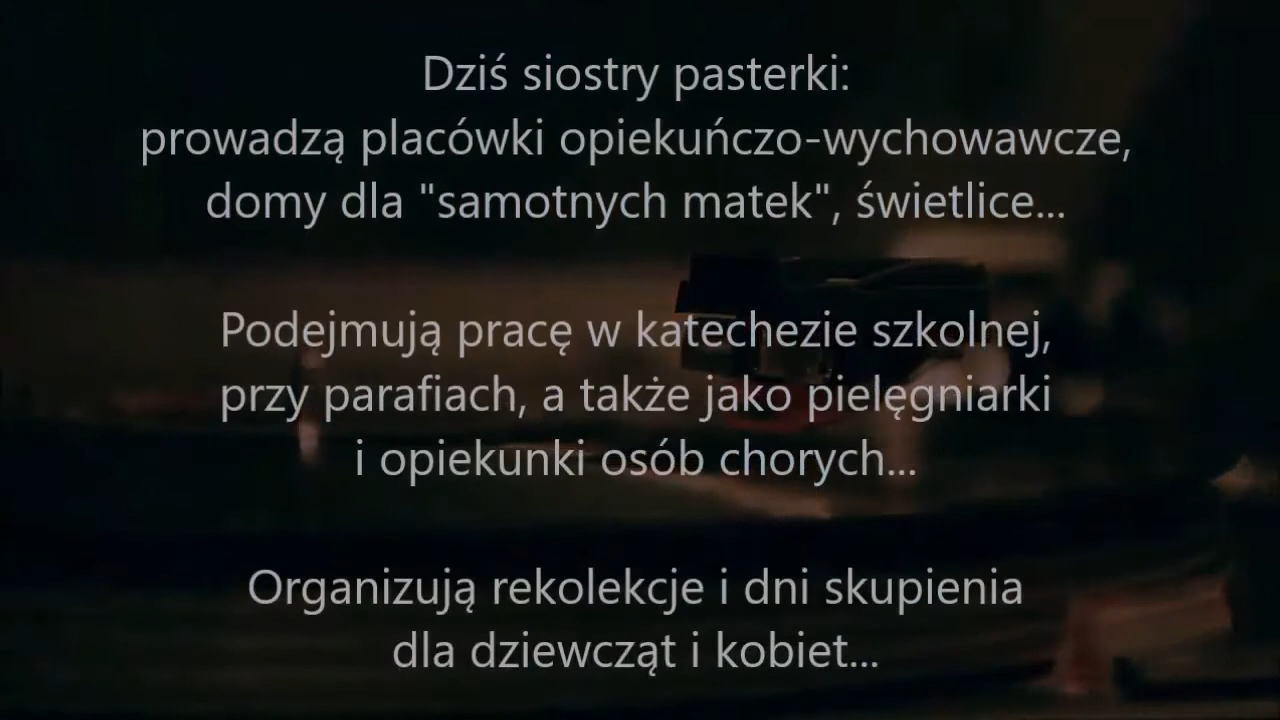 Dziś siostry pasterki:
prowadzą placówki opiekuńczo-wychowawcze,
domy dla "samotnych matek", świetlice...
Podejmują pracę w katechezie szkolnej,
przy parafiach, a także jako pielęgniarki
i opiekunki osób chorych...
Organizują rekolekcje i dni skupienia
dla dziewcząt i kobiet...